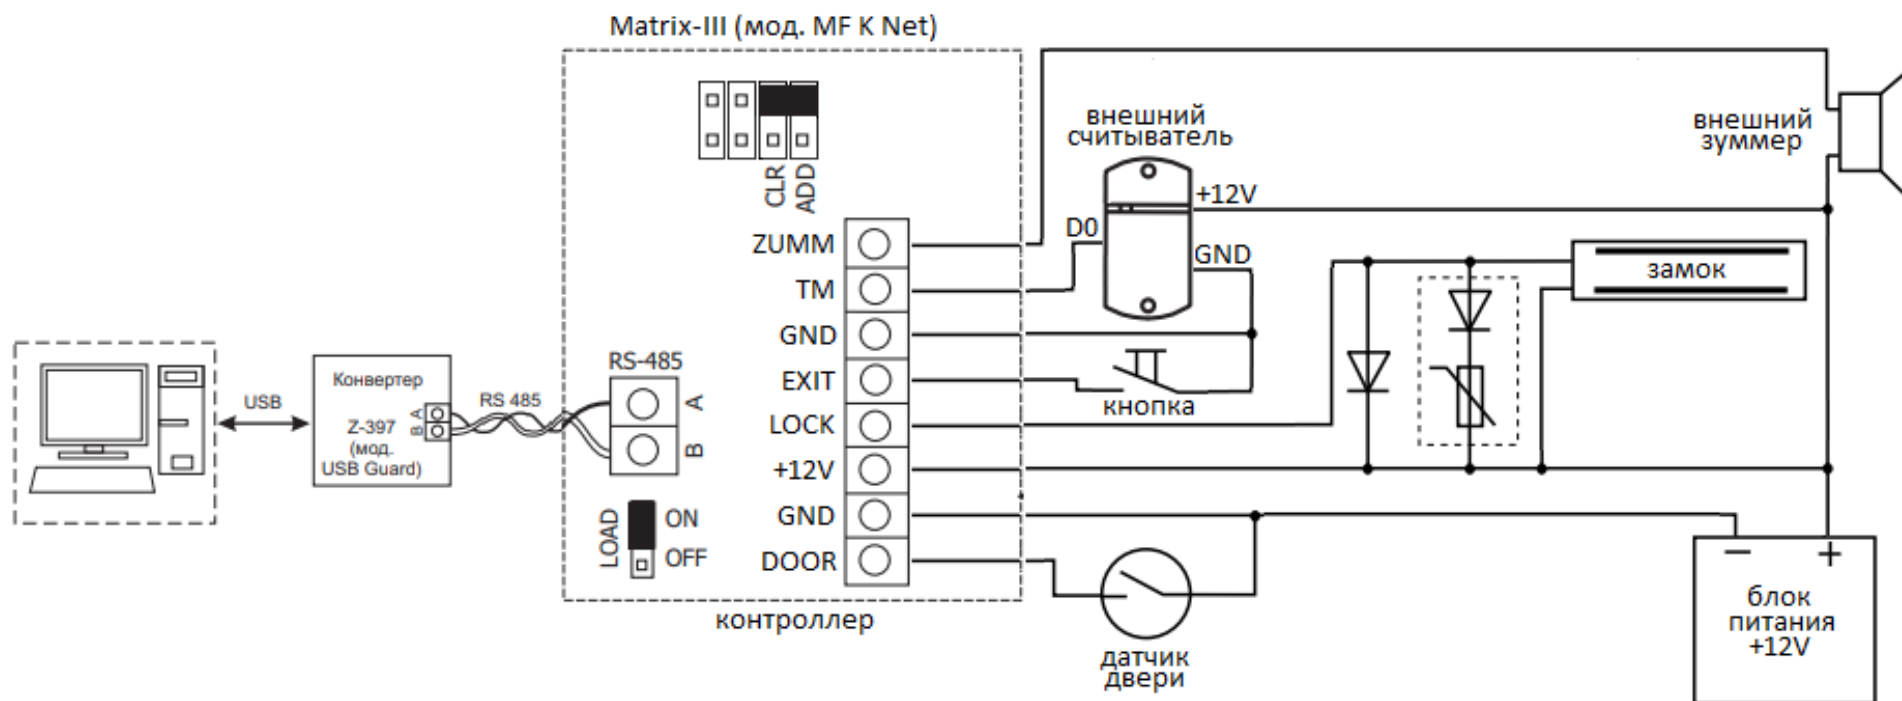 Matrix-III (мод. MF K Net)
CLR
ADD
ZUMM
TM
GND
EXIT
LOCK
+12V
GND
DOOR
RS-485
A
B
LOAD
ON
OFF
контроллер
USB
Конвертер
A
B
Z-397
(мод.
USB Guard)
RS 485
внешний
считыватель
+12V
D0
GND
кнопка
внешний
зуммер
замок
датчик
двери
–
+
блок
питания
+12V